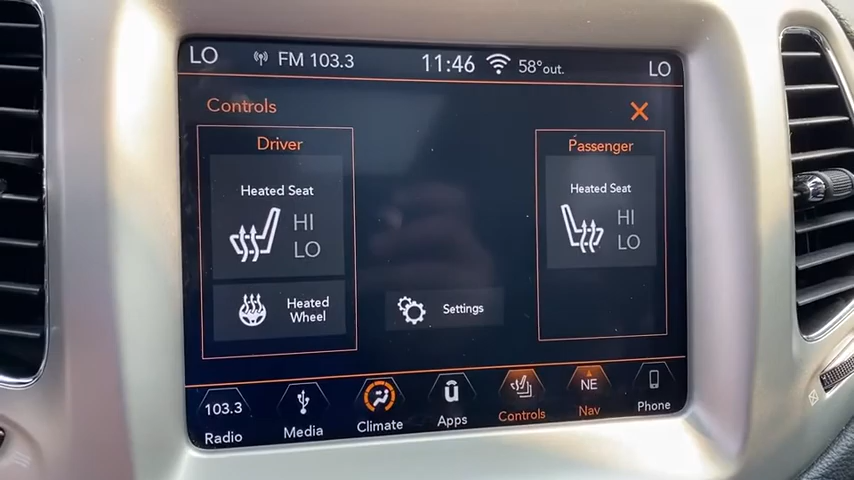 LO FM 103.3 11:46 58° out. LO
Controls
Driver
Heated Seat
HI
LO
Heated
Wheel
Settings
Passenger
Heated Seat
HI
LO
103.3
Radio
Media
Climate
Apps
Controls
NE
Nav
Phone